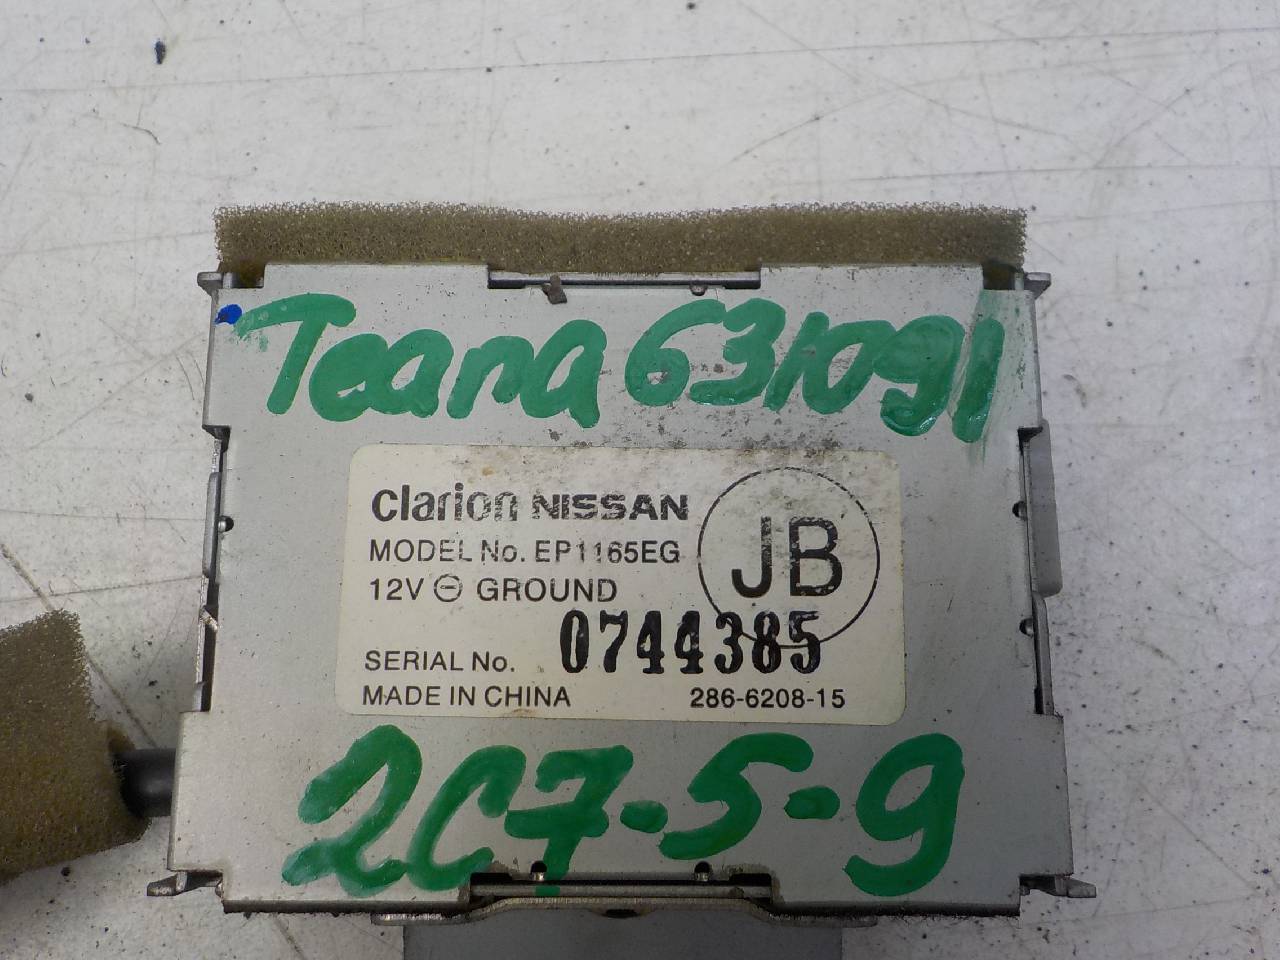 Teana 631091
Clarion NISSAN
MODEL No. EP1165EG
12V ⊖ GROUND
JB
SERIAL No. 0744385
MADE IN CHINA 286-6208-15
2C7-5-9